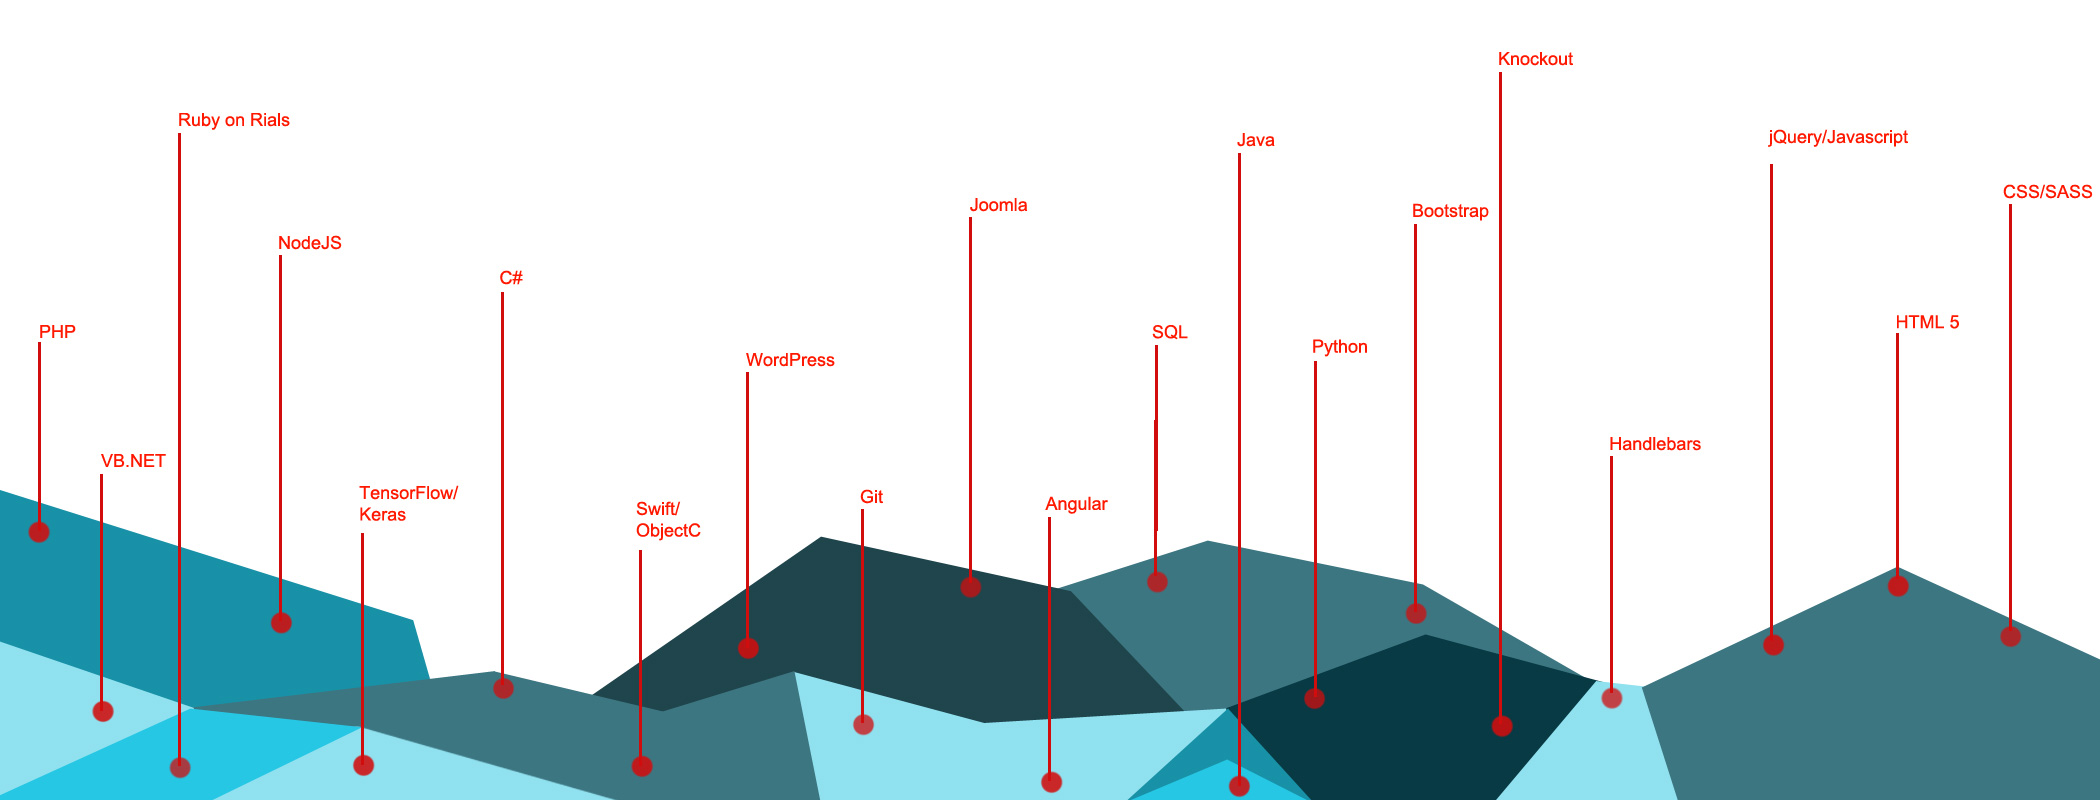 PHP
VB.NET
Ruby on Rials
NodeJS
TensorFlow/
Keras
C#
Swift/
ObjectC
WordPress
Git
Joomla
Angular
SQL
Java
Python
Bootstrap
Knockout
Handlebars
jQuery/Javascript
HTML 5
CSS/SASS